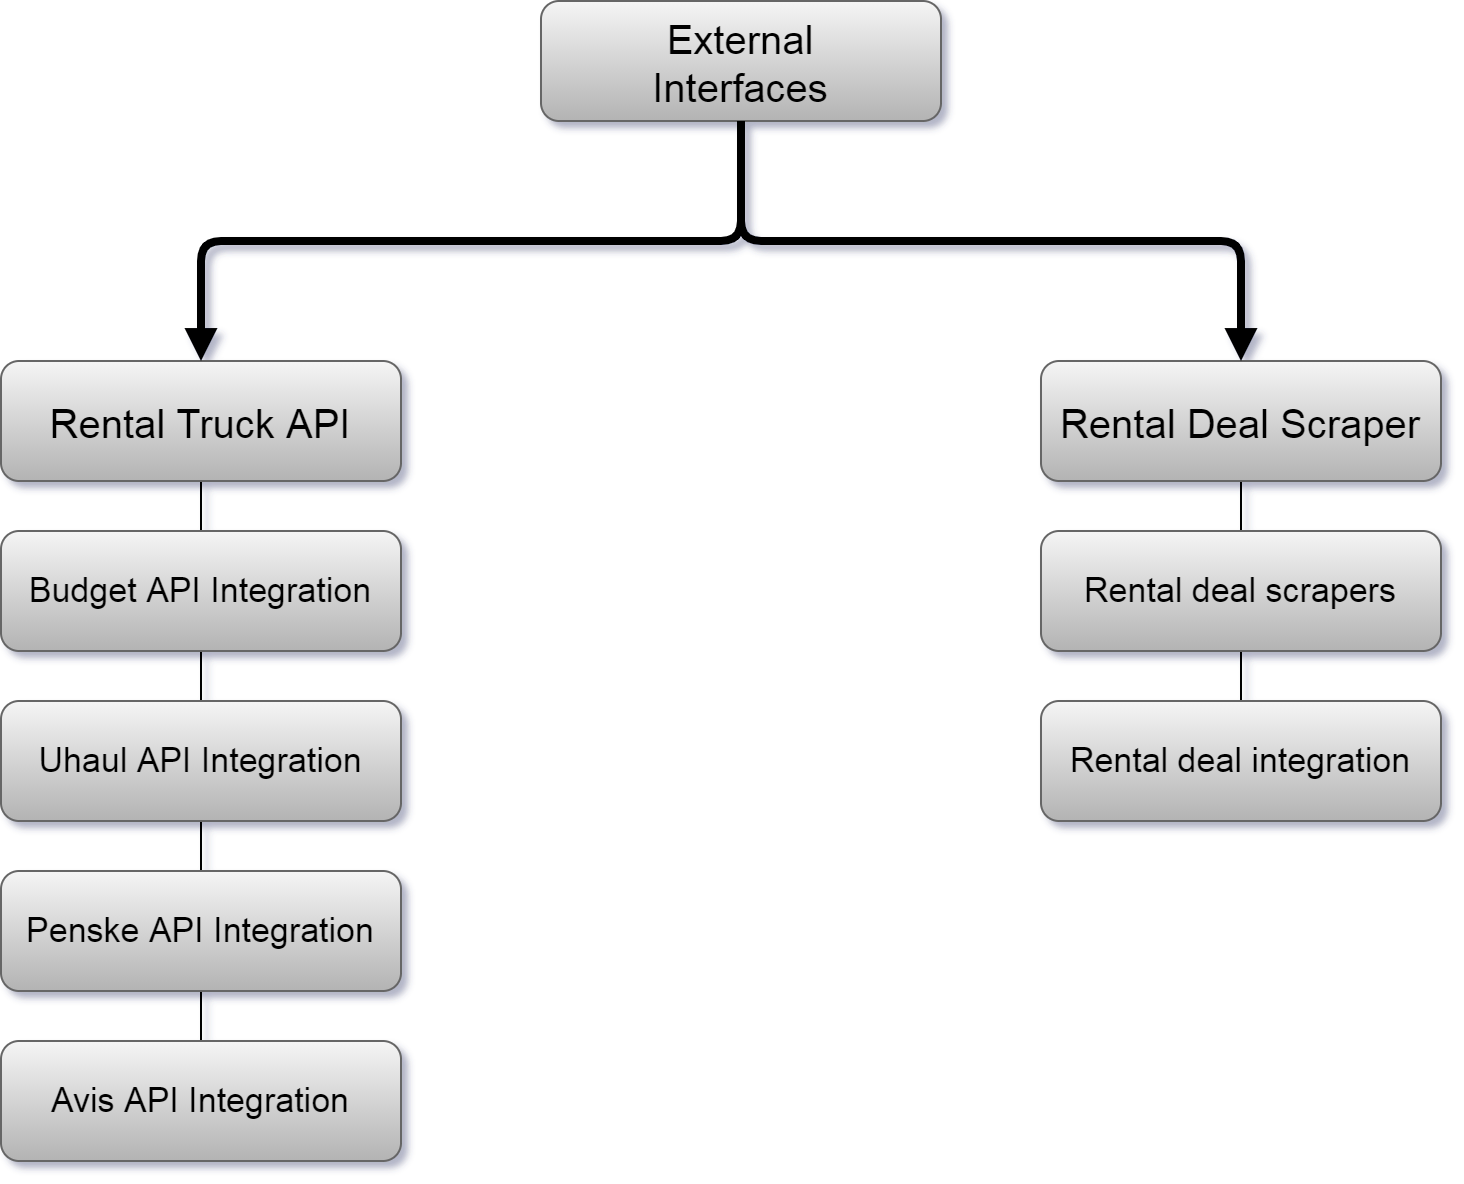 External
Interfaces
Rental Truck API
Budget API Integration
Uhaul API Integration
Penske API Integration
Avis API Integration
Rental Deal Scraper
Rental deal scrapers
Rental deal integration